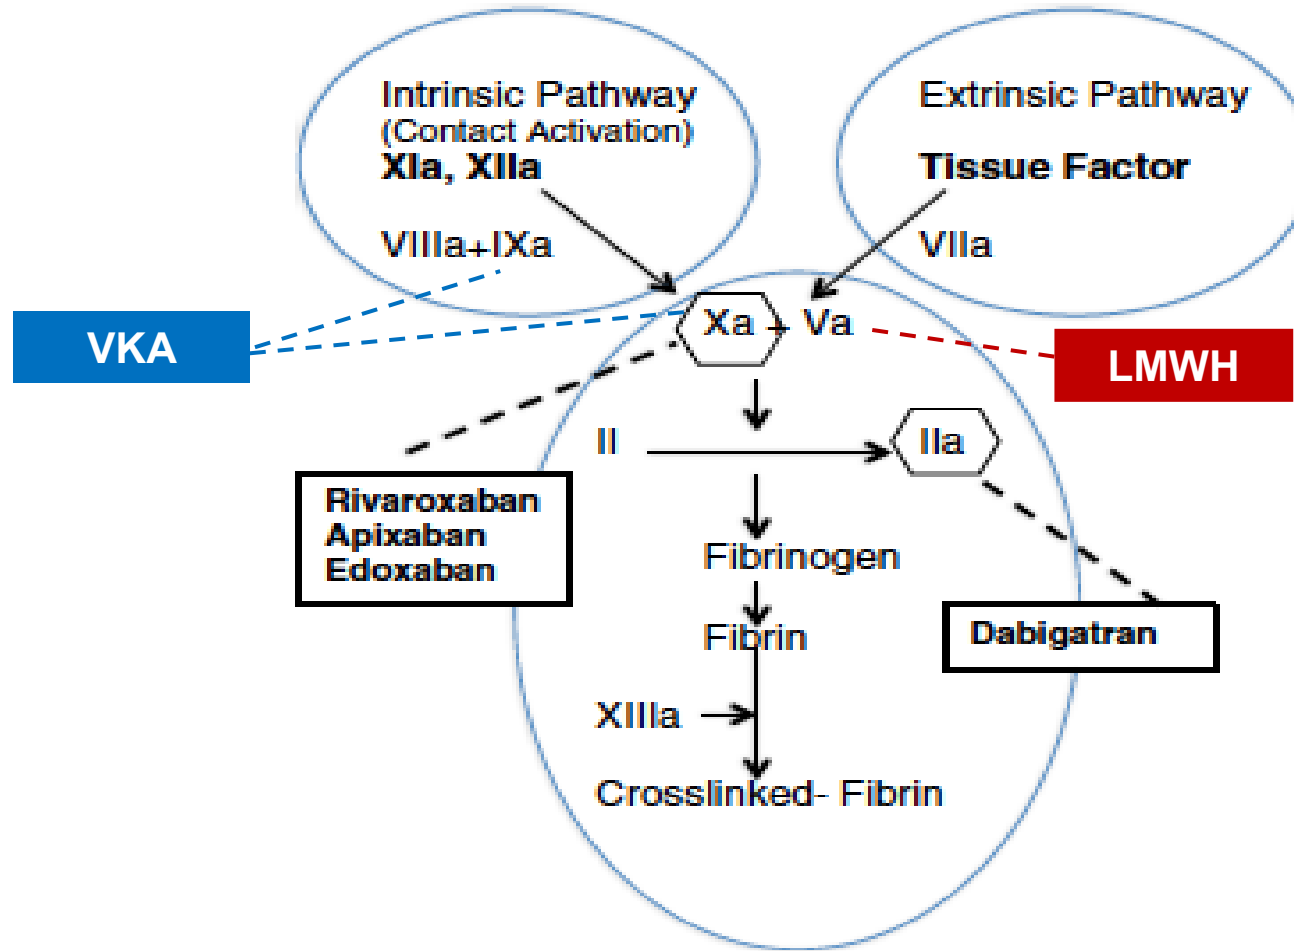 Intrinsic Pathway
(Contact Activation)
XIa, XIIa
VIIIa+IXa
Extrinsic Pathway
Tissue Factor
VIIa
VKA
Xa + Va
LMWH
II
IIa
Rivaroxaban
Apixaban
Edoxaban
Fibrinogen
Fibrin
Dabigatran
XIIIa
Crosslinked- Fibrin